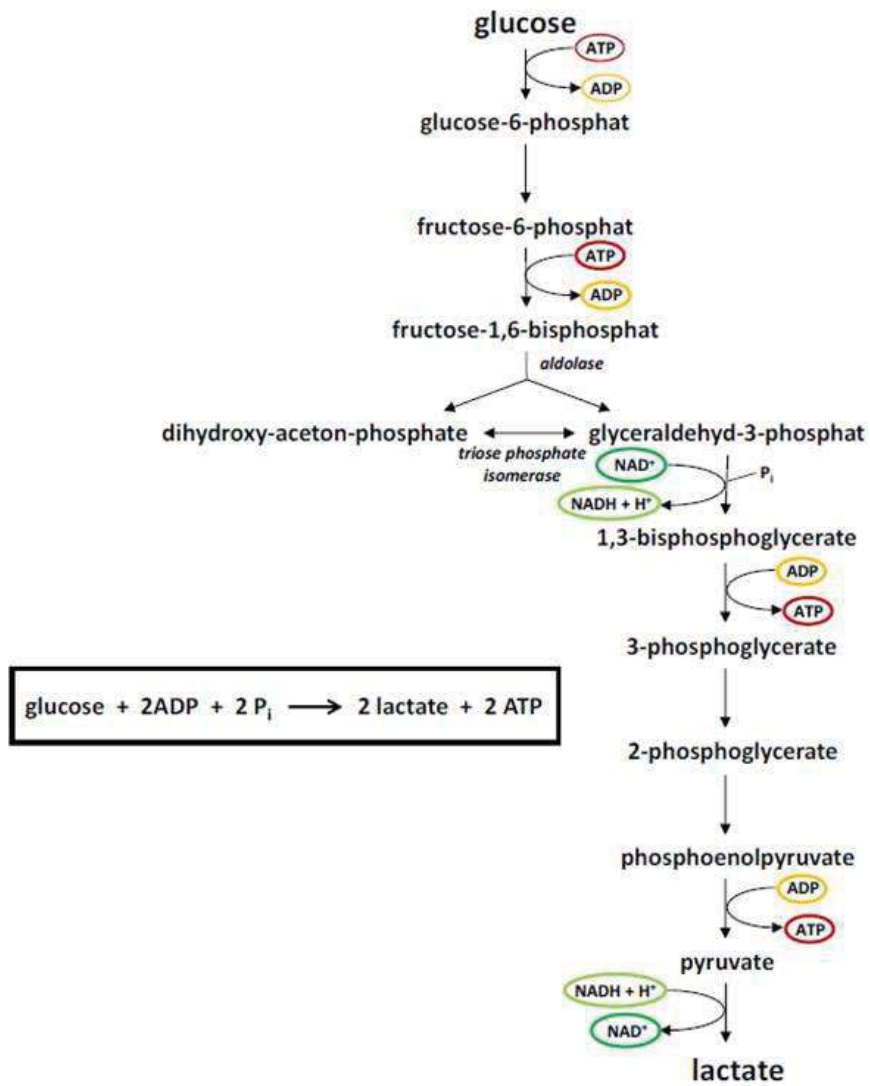 glucose
ATP
ADP
glucose-6-phosphat
fructose-6-phosphat
ATP
ADP
fructose-1,6-bisphosphat
aldolase
dihydroxy-aceton-phosphate
glyceraldehyd-3-phosphat
triose phosphate
isomerase
NAD⁺
Pᵢ
NADH + H⁺
1,3-bisphosphoglycerate
ADP
ATP
3-phosphoglycerate
glucose + 2ADP + 2 Pᵢ ⟶ 2 lactate + 2 ATP
2-phosphoglycerate
phosphoenolpyruvate
ADP
ATP
pyruvate
NADH + H⁺
NAD⁺
lactate